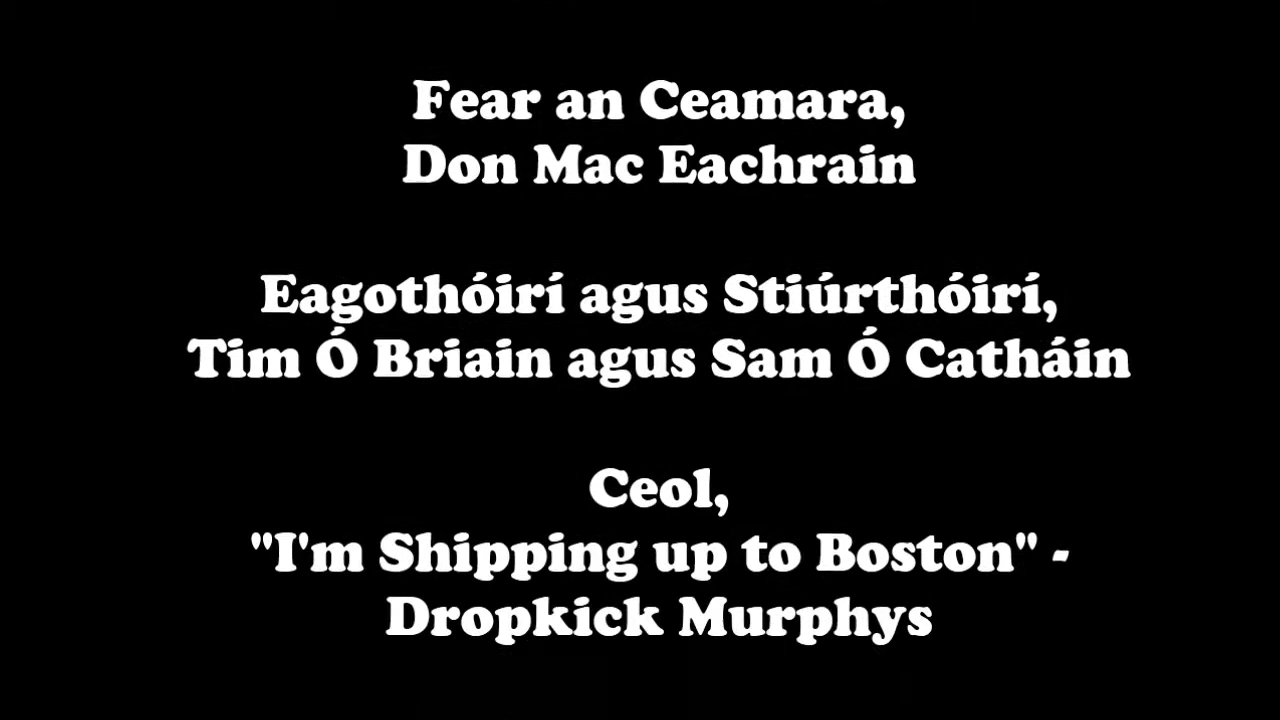 Fear an Ceamara,
Don Mac Eachrain
Eagothóirí agus Stiúrthóirí,
Tim Ó Briain agus Sam Ó Catháin
Ceol,
"I'm Shipping up to Boston" -
Dropkick Murphys